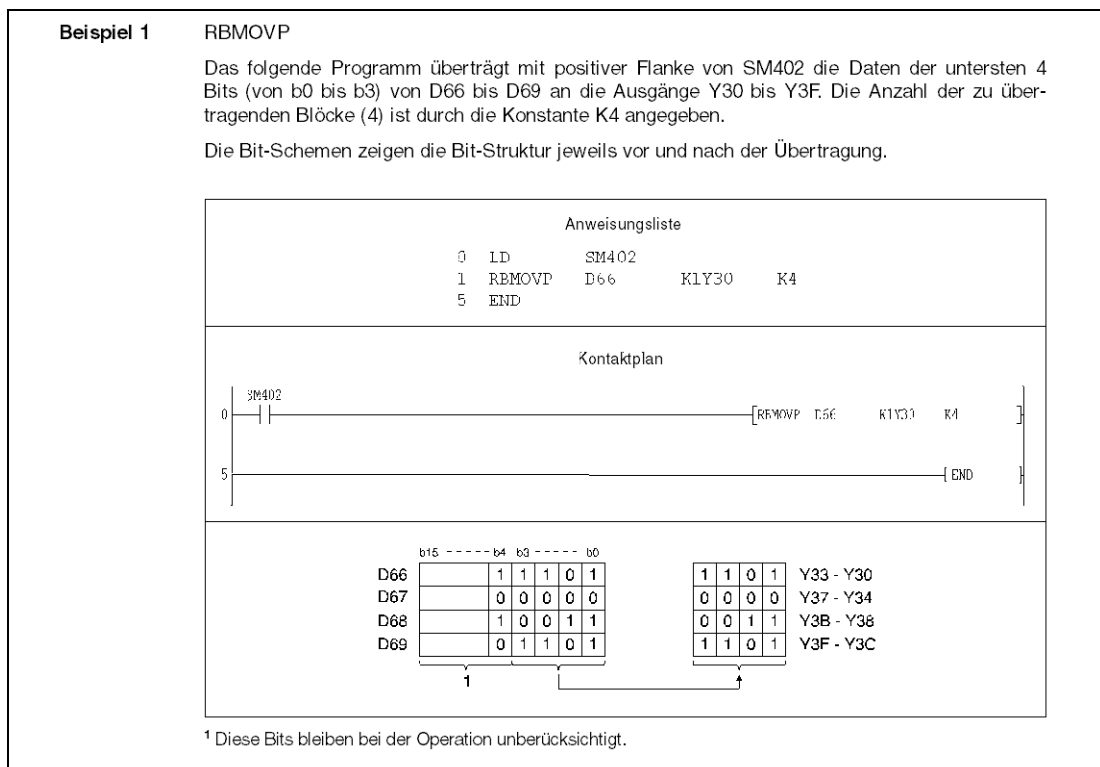 Beispiel 1 RBMOVP
Das folgende Programm überträgt mit positiver Flanke von SM402 die Daten der untersten 4
Bits (von b0 bis b3) von D66 bis D69 an die Ausgänge Y30 bis Y3F. Die Anzahl der zu über-
tragenden Blöcke (4) ist durch die Konstante K4 angegeben.
Die Bit-Schemen zeigen die Bit-Struktur jeweils vor und nach der Übertragung.
Anweisungsliste
0 LD SM402
1 RBMOVP D66 K1Y30 K4
5 END
Kontaktplan
SM402
0 RBMOVP D66 K1Y30 K4
5 END
b15 ----- b4 b3 ----- b0
D66 1 1 1 0 1 1 1 0 1 Y33 - Y30
D67 0 0 0 0 0 0 0 0 0 Y37 - Y34
D68 1 0 0 1 1 0 0 1 1 Y3B - Y38
D69 0 1 1 0 1 1 1 0 1 Y3F - Y3C
1
1 Diese Bits bleiben bei der Operation unberücksichtigt.